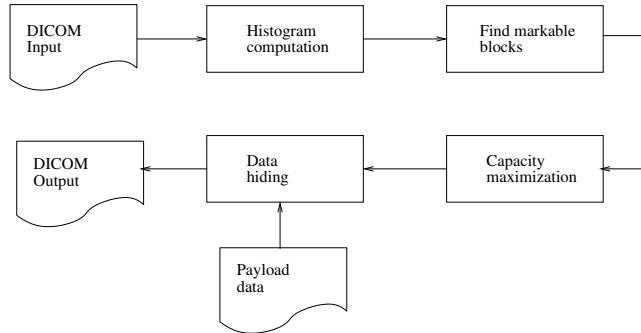 DICOM
Input
Histogram
computation
Find markable
blocks
DICOM
Output
Data
hiding
Capacity
maximization
Payload
data